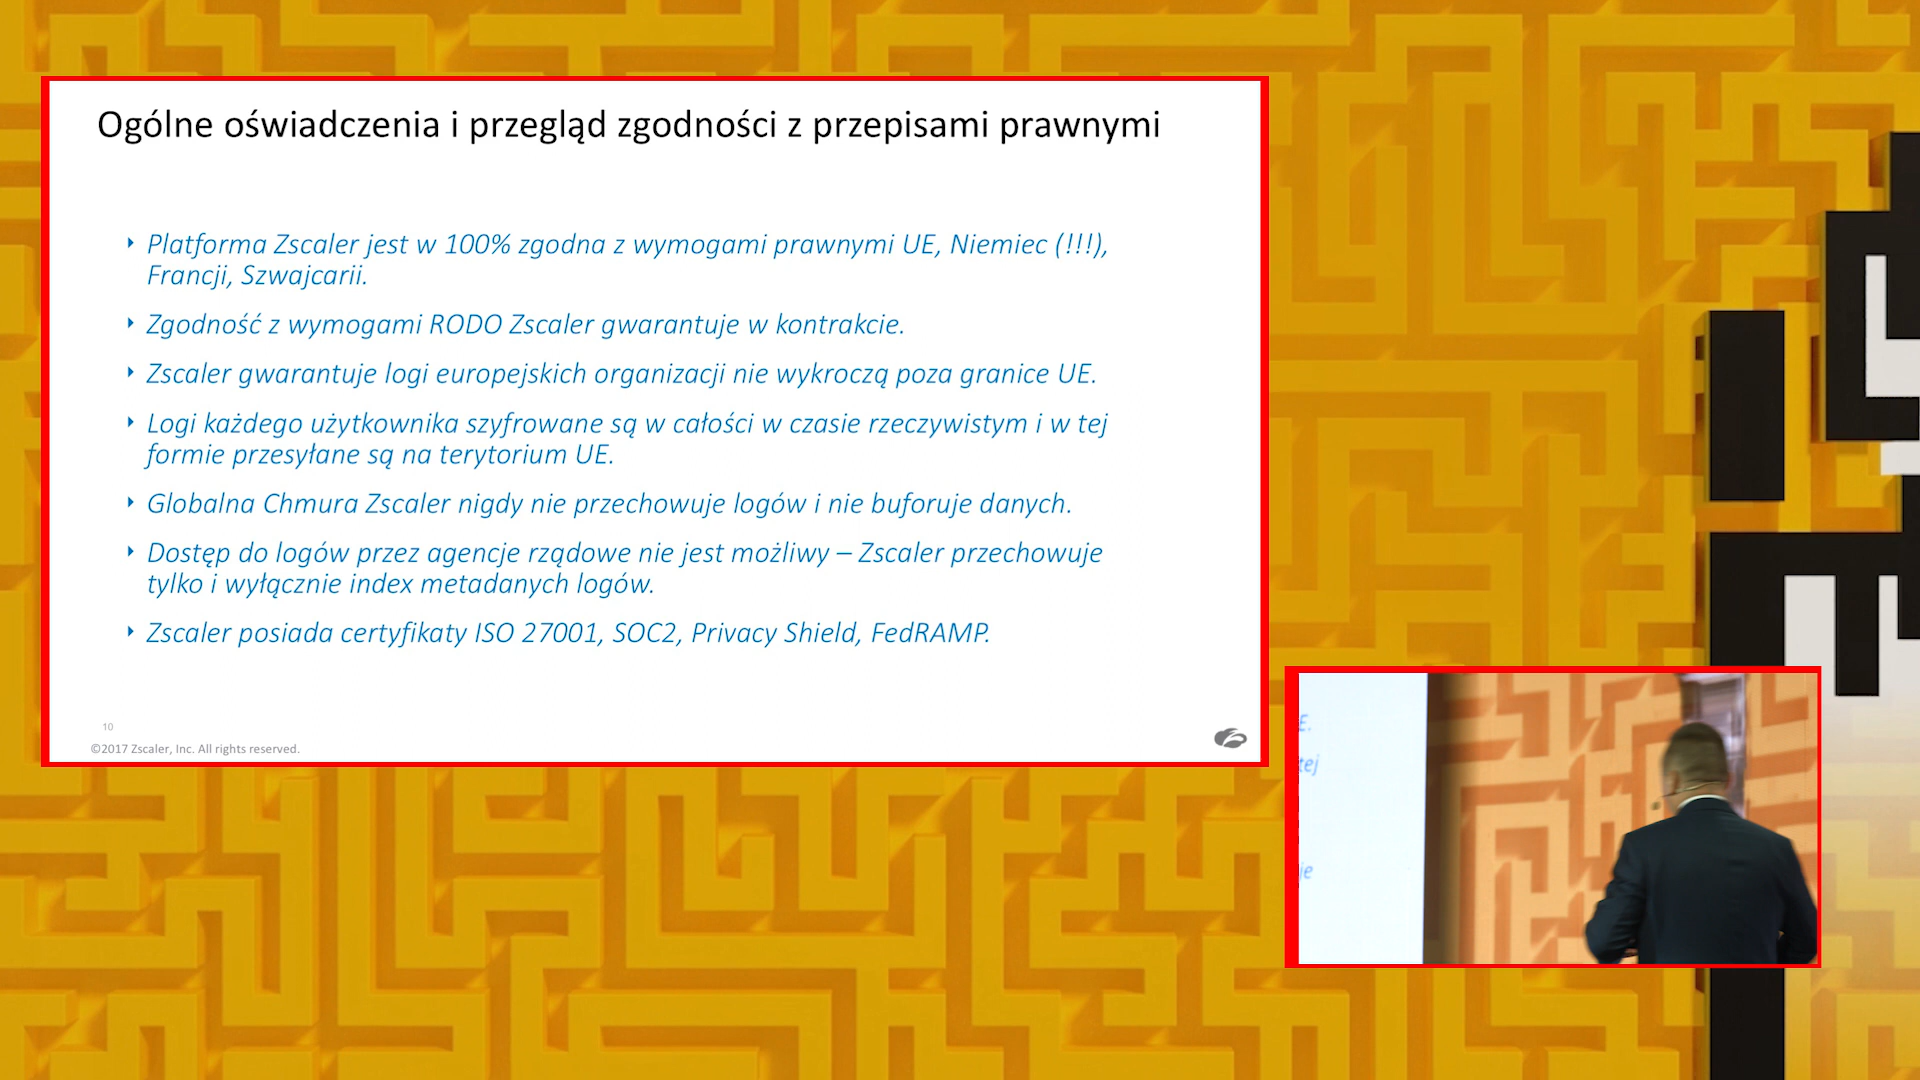 Ogólne oświadczenia i przegląd zgodności z przepisami prawnymi
Platforma Zscaler jest w 100% zgodna z wymogami prawnymi UE, Niemiec (!!!),
Francji, Szwajcarii.
Zgodność z wymogami RODO Zscaler gwarantuje w kontrakcie.
Zscaler gwarantuje logi europejskich organizacji nie wykroczą poza granice UE.
Logi każdego użytkownika szyfrowane są w całości w czasie rzeczywistym i w tej
formie przesyłane są na terytorium UE.
Globalna Chmura Zscaler nigdy nie przechowuje logów i nie buforuje danych.
Dostęp do logów przez agencje rządowe nie jest możliwy – Zscaler przechowuje
tylko i wyłącznie index metadanych logów.
Zscaler posiada certyfikaty ISO 27001, SOC2, Privacy Shield, FedRAMP.
10
©2017 Zscaler, Inc. All rights reserved.
E.
tej
je